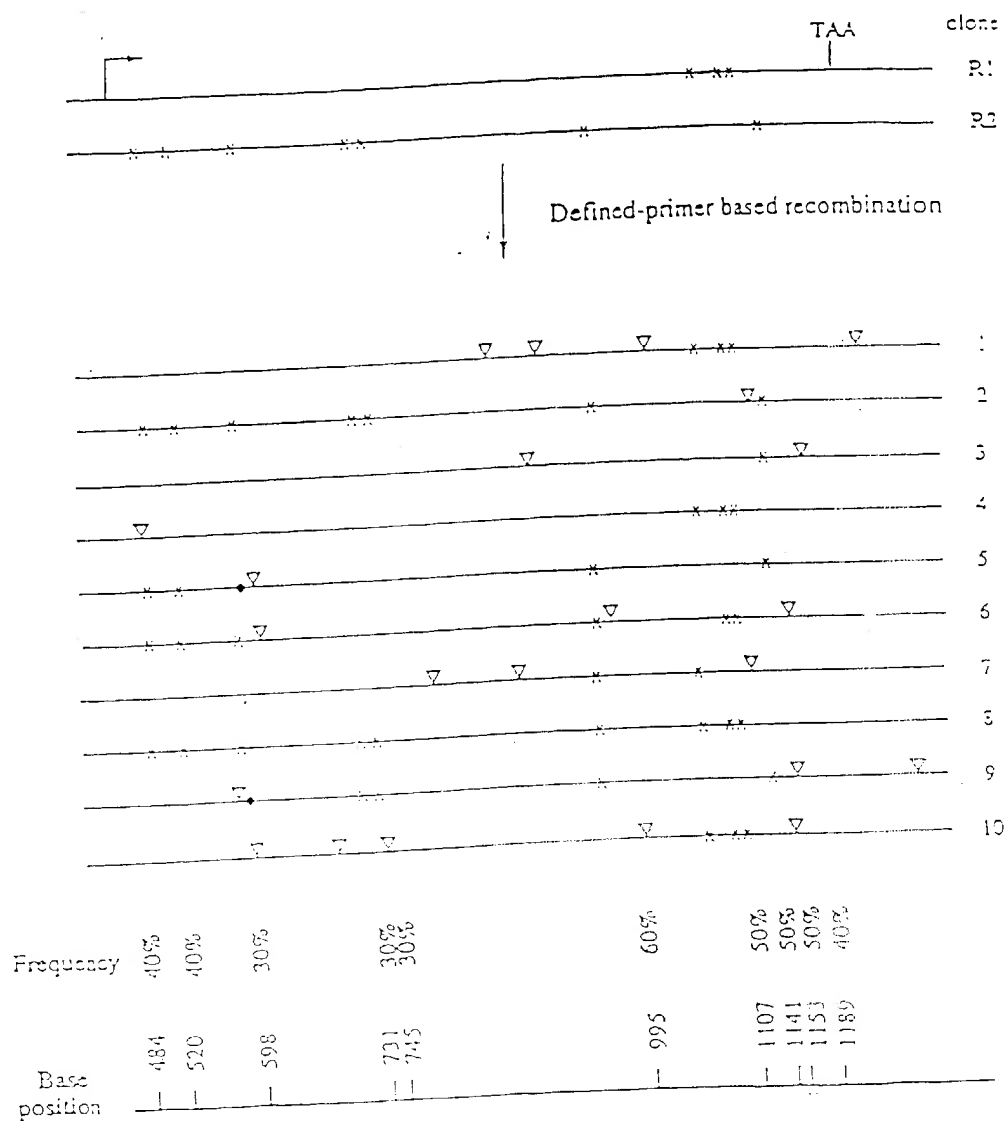 TAA
clone
R1
R2
Defined-primer based recombination
1
2
3
4
5
6
7
8
9
10
Frequency 40% 40% 30% 30% 30% 60% 50% 50% 50% 40%
484 520 598 731 745 995 1107 1141 1153 1189
Base
position